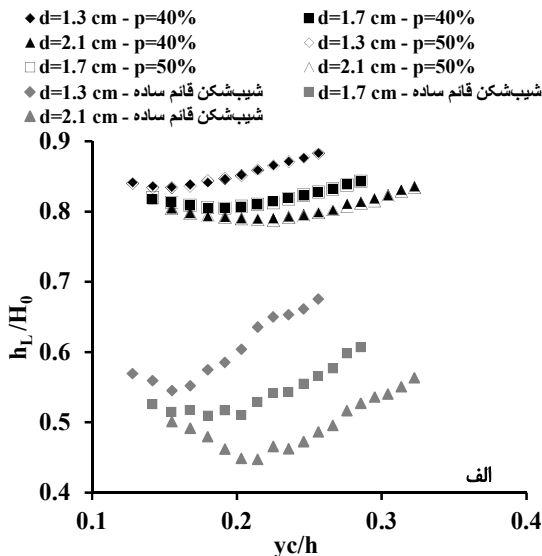 d=1.3 cm - p=40% d=1.7 cm - p=40%
d=2.1 cm - p=40% d=1.3 cm - p=50%
d=1.7 cm - p=50% d=2.1 cm - p=50%
d=1.3 cm - شیب‌شکن قائم ساده d=1.7 cm - شیب‌شکن قائم ساده
d=2.1 cm - شیب‌شکن قائم ساده
0.9
0.8
0.7
0.6
0.5
0.4
hL/H0
الف
0.1 0.2 0.3 0.4
yc/h